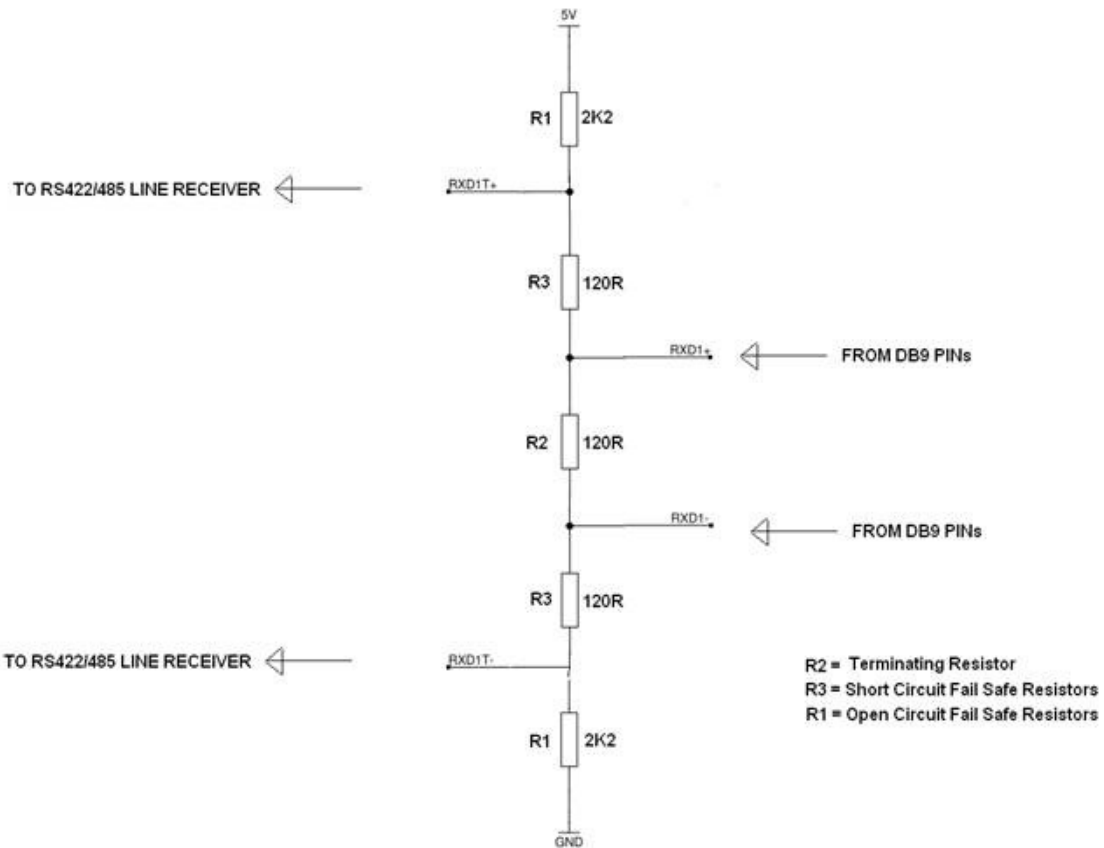 5V
R1 2K2
TO RS422/485 LINE RECEIVER
RXD1T+
R3 120R
RXD1+
FROM DB9 PINs
R2 120R
RXD1-
FROM DB9 PINs
R3 120R
TO RS422/485 LINE RECEIVER
RXD1T-
R2 = Terminating Resistor
R3 = Short Circuit Fail Safe Resistors
R1 = Open Circuit Fail Safe Resistors
R1 2K2
GND